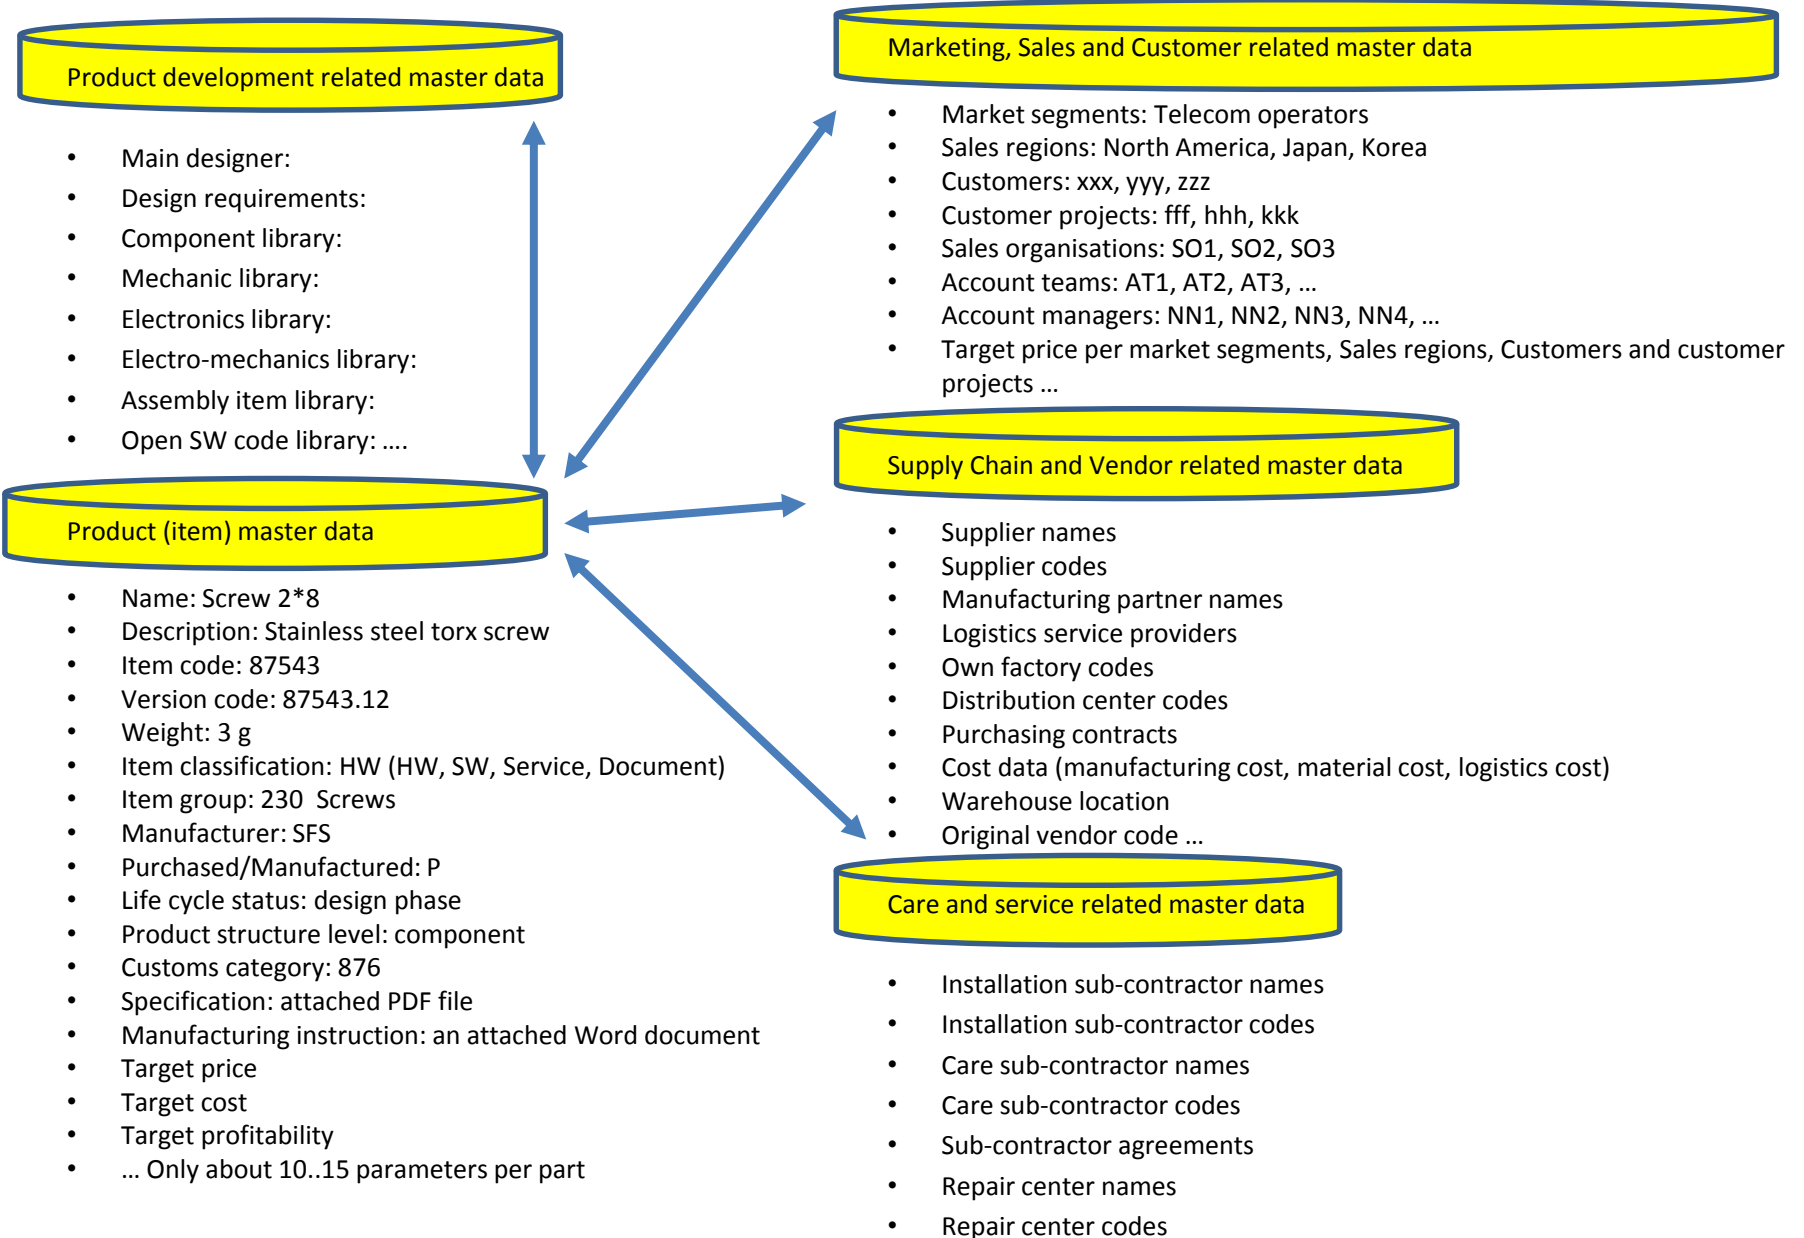 Product development related master data
• Main designer:
• Design requirements:
• Component library:
• Mechanic library:
• Electronics library:
• Electro-mechanics library:
• Assembly item library:
• Open SW code library: ….
Product (item) master data
• Name: Screw 2*8
• Description: Stainless steel torx screw
• Item code: 87543
• Version code: 87543.12
• Weight: 3 g
• Item classification: HW (HW, SW, Service, Document)
• Item group: 230 Screws
• Manufacturer: SFS
• Purchased/Manufactured: P
• Life cycle status: design phase
• Product structure level: component
• Customs category: 876
• Specification: attached PDF file
• Manufacturing instruction: an attached Word document
• Target price
• Target cost
• Target profitability
• … Only about 10..15 parameters per part
Marketing, Sales and Customer related master data
• Market segments: Telecom operators
• Sales regions: North America, Japan, Korea
• Customers: xxx, yyy, zzz
• Customer projects: fff, hhh, kkk
• Sales organisations: SO1, SO2, SO3
• Account teams: AT1, AT2, AT3, …
• Account managers: NN1, NN2, NN3, NN4, …
• Target price per market segments, Sales regions, Customers and customer
projects …
Supply Chain and Vendor related master data
• Supplier names
• Supplier codes
• Manufacturing partner names
• Logistics service providers
• Own factory codes
• Distribution center codes
• Purchasing contracts
• Cost data (manufacturing cost, material cost, logistics cost)
• Warehouse location
• Original vendor code …
Care and service related master data
• Installation sub-contractor names
• Installation sub-contractor codes
• Care sub-contractor names
• Care sub-contractor codes
• Sub-contractor agreements
• Repair center names
• Repair center codes